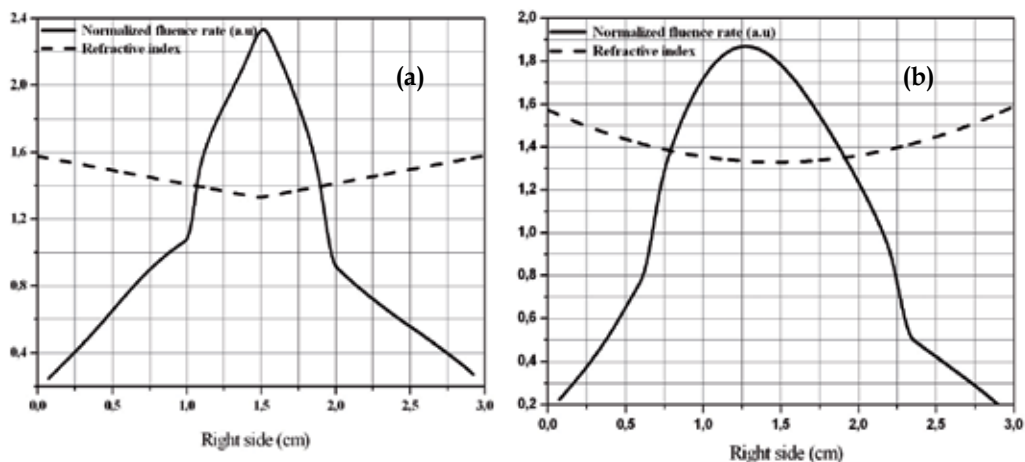 2.4
2.0
1.6
1.2
0.8
0,4
Normalized fluence rate (a.u)
Refractive index
(a)
0,0 0,5 1,0 1,5 2,0 2,5 3,0
Right side (cm)
2,0
1,8
1,6
1,4
1,2
1,0
0,8
0,6
0,4
0,2
Normalized fluence rate (a.u)
Refractive index
(b)
0,0 0,5 1,0 1,5 2,0 2,5 3,0
Right side (cm)